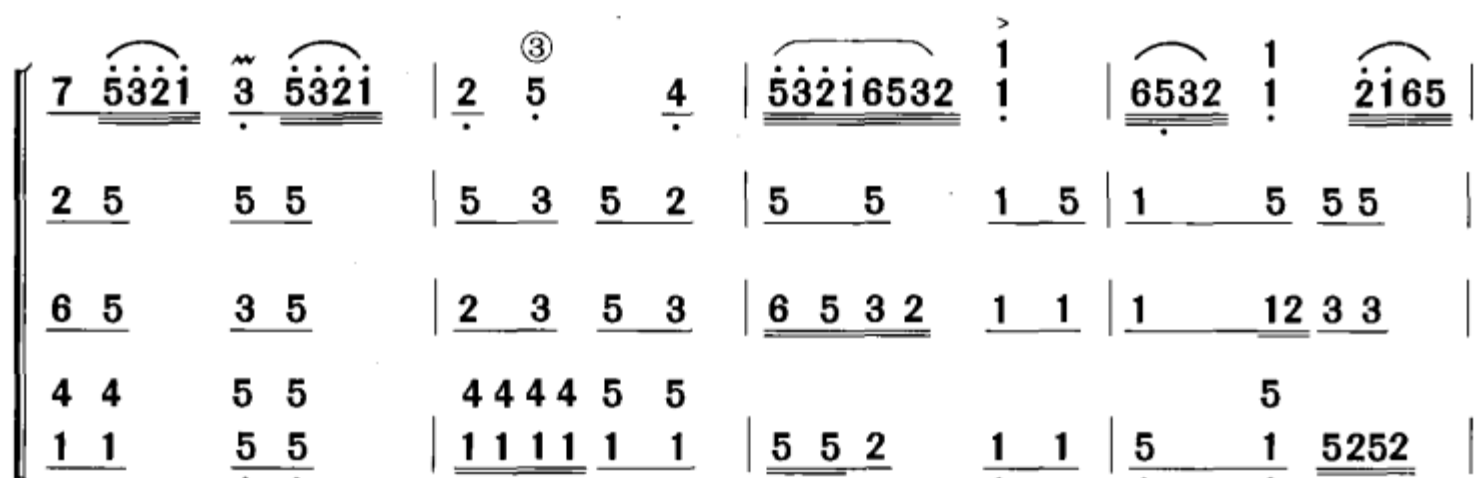 ③
>
1
7 5321 3 5321 | 2 5 4 | 53216532 1 | 6532 1 2165 |
2 5 5 5 | 5 3 5 2 | 5 5 1 5 | 1 5 5 5 |
6 5 3 5 | 2 3 5 3 | 6 5 3 2 1 1 | 1 12 3 3 |
4 4 5 5 4 4 4 4 5 5 5
1 1 5 5 | 1 1 1 1 1 1 | 5 5 2 1 1 | 5 1 5252 |